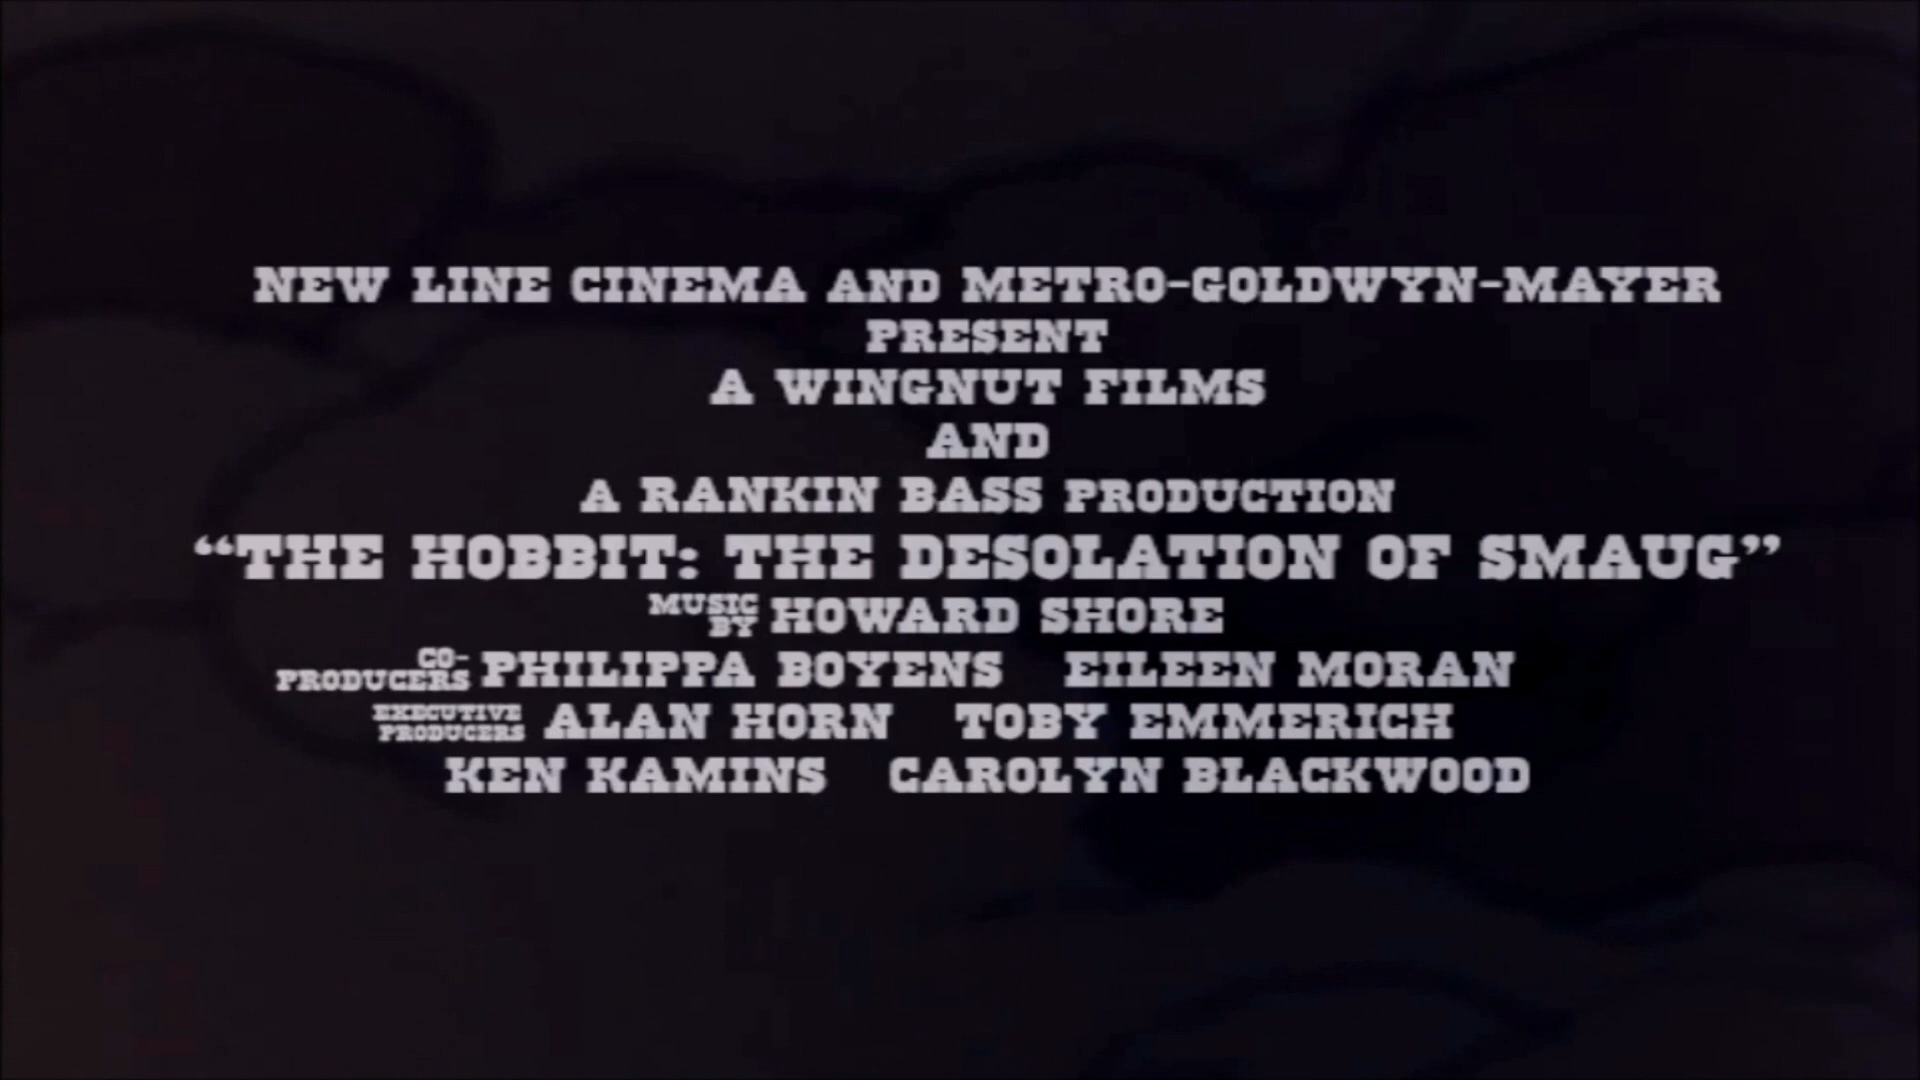 NEW LINE CINEMA AND METRO-GOLDWYN-MAYER
PRESENT
A WINGNUT FILMS
AND
A RANKIN BASS PRODUCTION
“THE HOBBIT: THE DESOLATION OF SMAUG”
MUSIC BY HOWARD SHORE
CO-PRODUCERS PHILIPPA BOYENS EILEEN MORAN
EXECUTIVE PRODUCERS ALAN HORN TOBY EMMERICH
KEN KAMINS CAROLYN BLACKWOOD